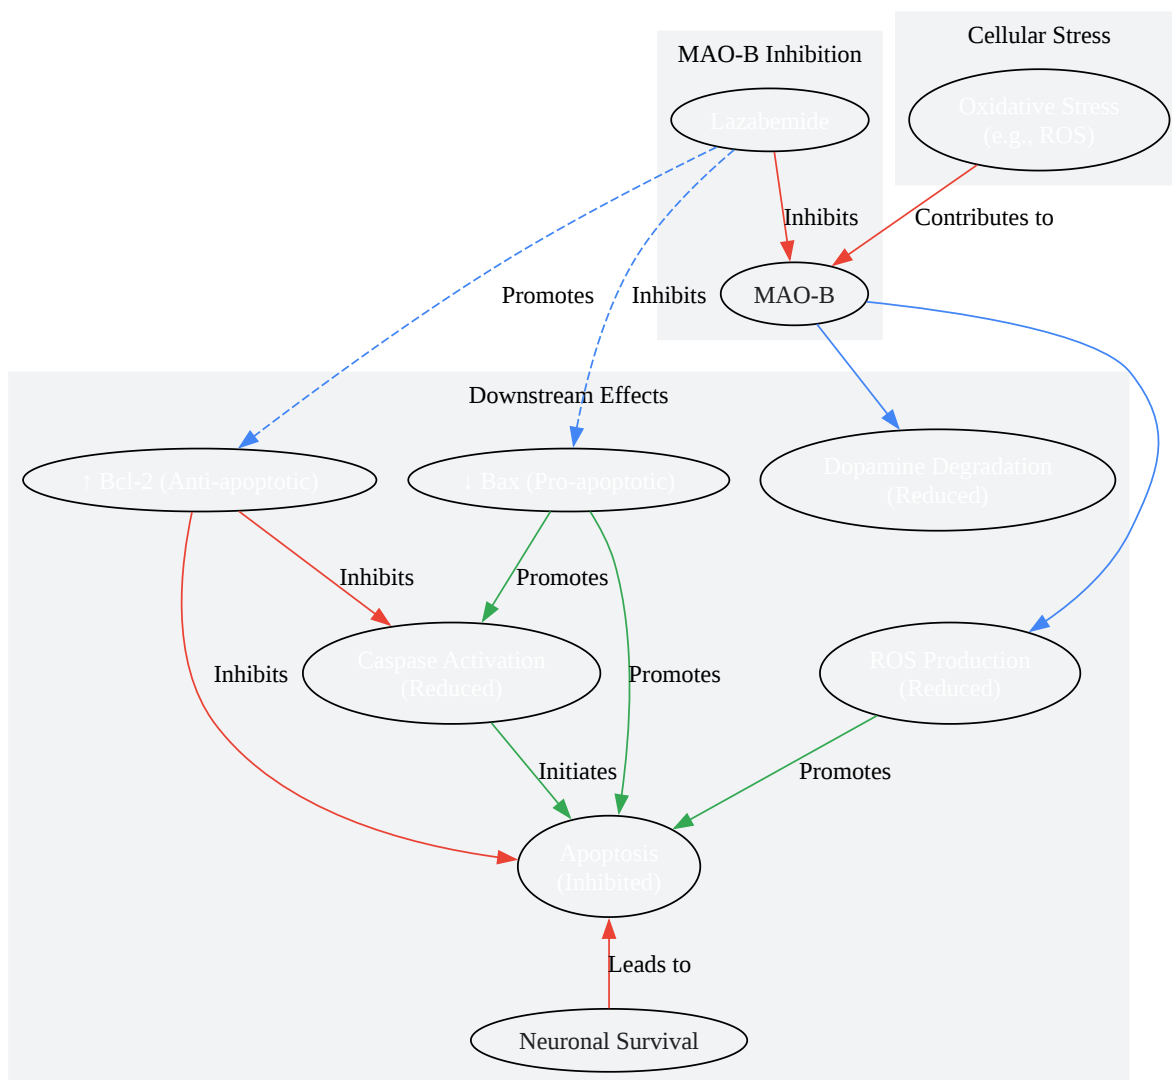 Cellular Stress
MAO-B Inhibition
Oxidative Stress
(e.g., ROS)
Lazabemide
Inhibits
Contributes to
Promotes
Inhibits
MAO-B
Downstream Effects
↑ Bcl-2 (Anti-apoptotic)
↓ Bax (Pro-apoptotic)
Dopamine Degradation
(Reduced)
Inhibits
Promotes
Inhibits
Caspase Activation
(Reduced)
Promotes
ROS Production
(Reduced)
Initiates
Promotes
Apoptosis
(Inhibited)
Leads to
Neuronal Survival